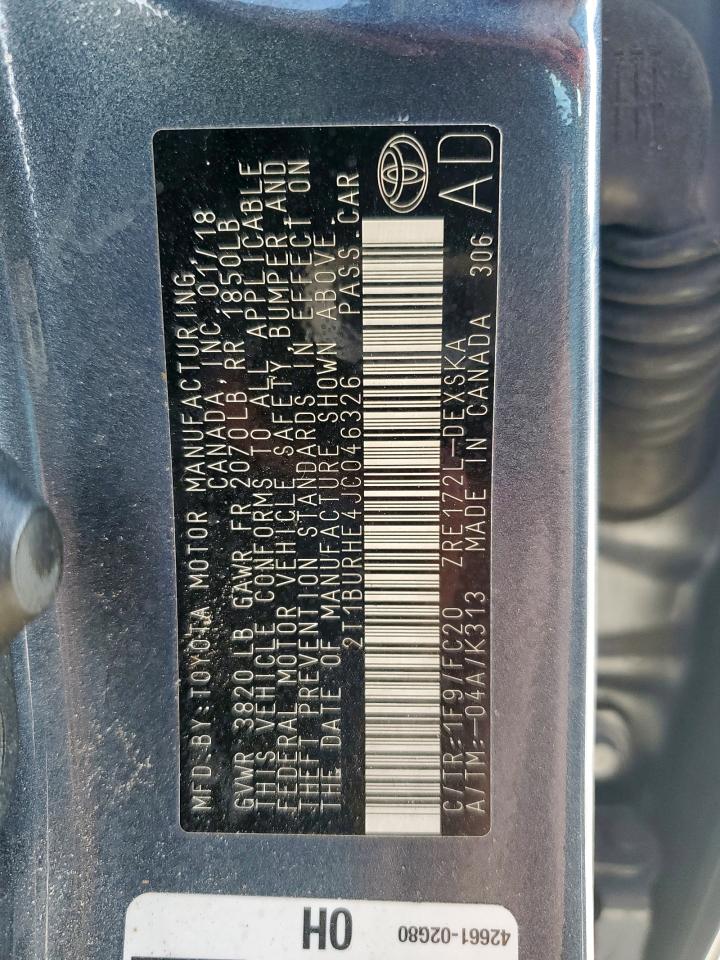 MFD.BY:TOYOTA MOTOR MANUFACTURING,
CANADA, INC. 01/18
GVWR 3820LB GAWR FR 2070LB, RR 1850LB
THIS VEHICLE CONFORMS TO ALL APPLICABLE
FEDERAL MOTOR VEHICLE SAFETY BUMPER, AND
THEFT PREVENTION STANDARDS IN EFFECT ON
THE DATE OF MANUFACTURE SHOWN ABOVE.
2T1BURHE4JC046326 PASS.CAR
C/TR:1F9/FC20 ZRE172L-DEXSKA
A/TM:-04A/K313 MADE IN CANADA 306
AD
0H
42661-02G80